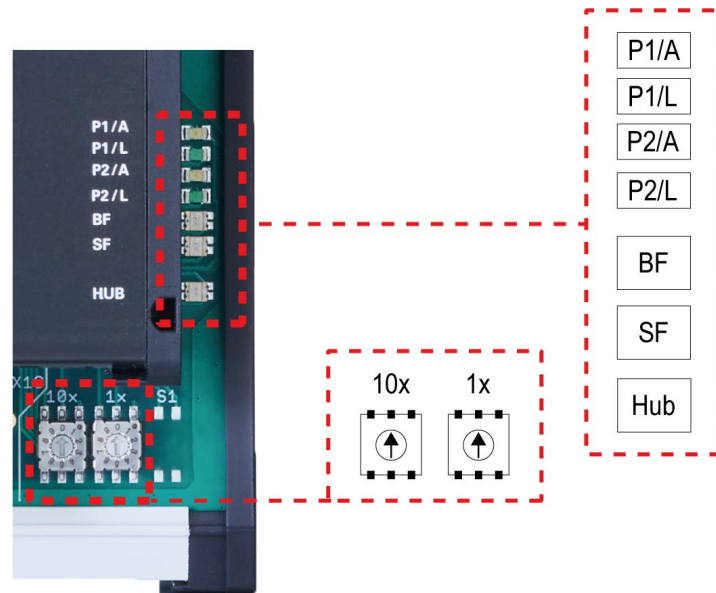 P1/A
P1/L
P2/A
P2/L
BF
SF
HUB
10x
1x
S1
10x
1x
P1/A
P1/L
P2/A
P2/L
BF
SF
Hub